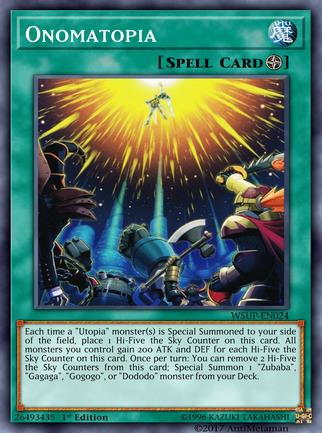 ONOMATOPIA
[SPELL CARD]
WSUP-EN024
Each time a "Utopia" monster(s) is Special Summoned to your side
of the field, place 1 Hi-Five the Sky Counter on this card. All
monsters you control gain 200 ATK and DEF for each Hi-Five the
Sky Counter on this card. Once per turn: You can remove 2 Hi-Five
the Sky Counters from this card; Special Summon 1 "Zubaba",
"Gagaga", "Gogogo", or "Dododo" monster from your Deck.
26493435 1st Edition ©1996 KAZUKI TAKAHASHI
©2017 AntiMetaman